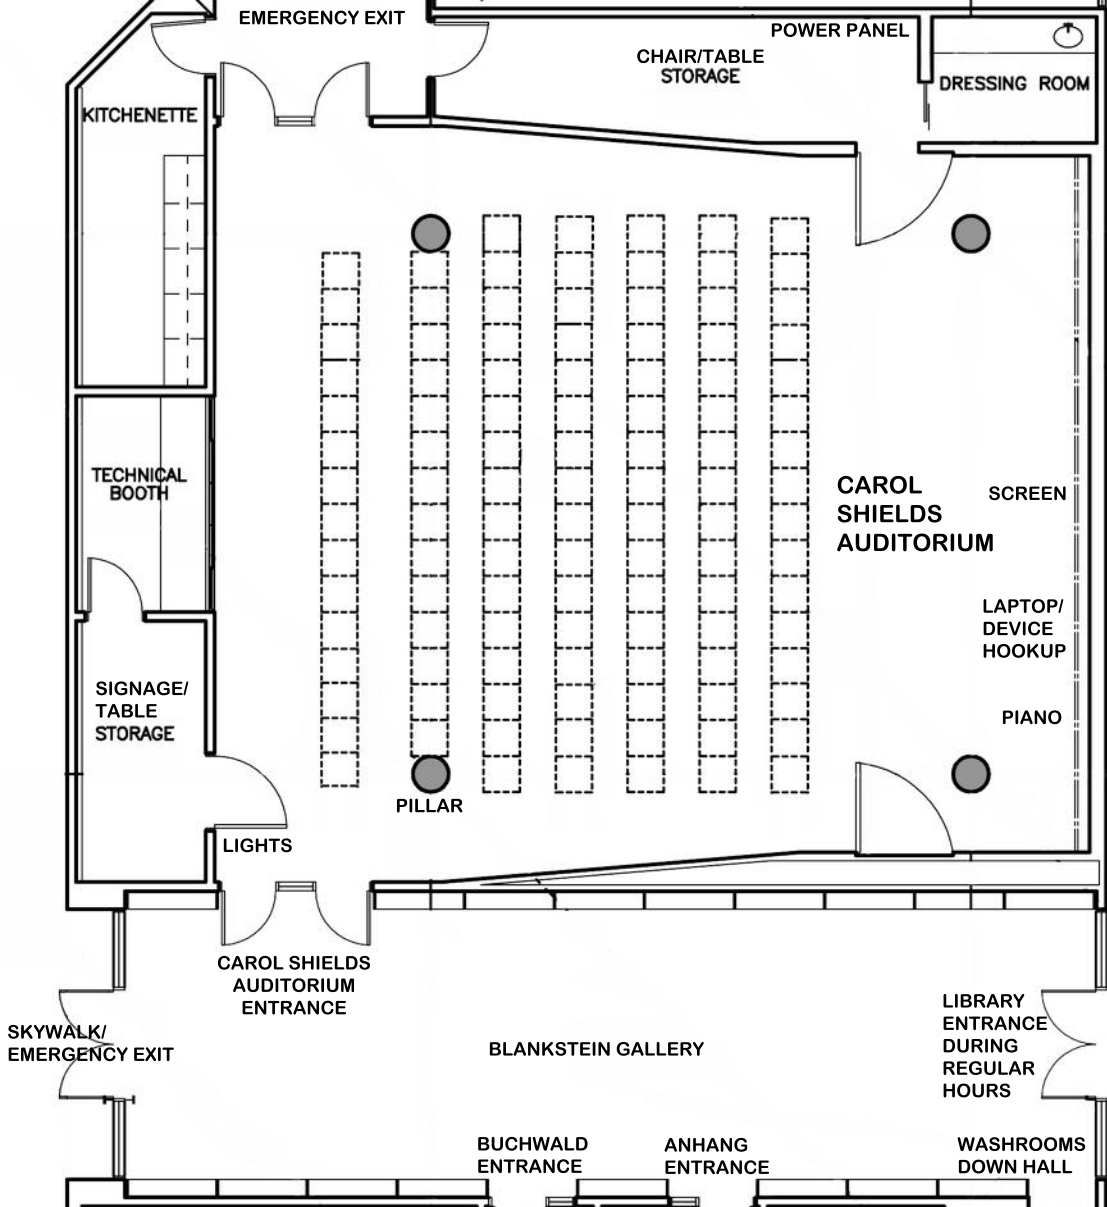 EMERGENCY EXIT
POWER PANEL
CHAIR/TABLE
STORAGE
DRESSING ROOM
KITCHENETTE
TECHNICAL
BOOTH
CAROL
SHIELDS
AUDITORIUM
SCREEN
LAPTOP/
DEVICE
HOOKUP
SIGNAGE/
TABLE
STORAGE
PIANO
PILLAR
LIGHTS
CAROL SHIELDS
AUDITORIUM
ENTRANCE
SKYWALK/
EMERGENCY EXIT
BLANKSTEIN GALLERY
LIBRARY
ENTRANCE
DURING
REGULAR
HOURS
BUCHWALD
ENTRANCE
ANHANG
ENTRANCE
WASHROOMS
DOWN HALL